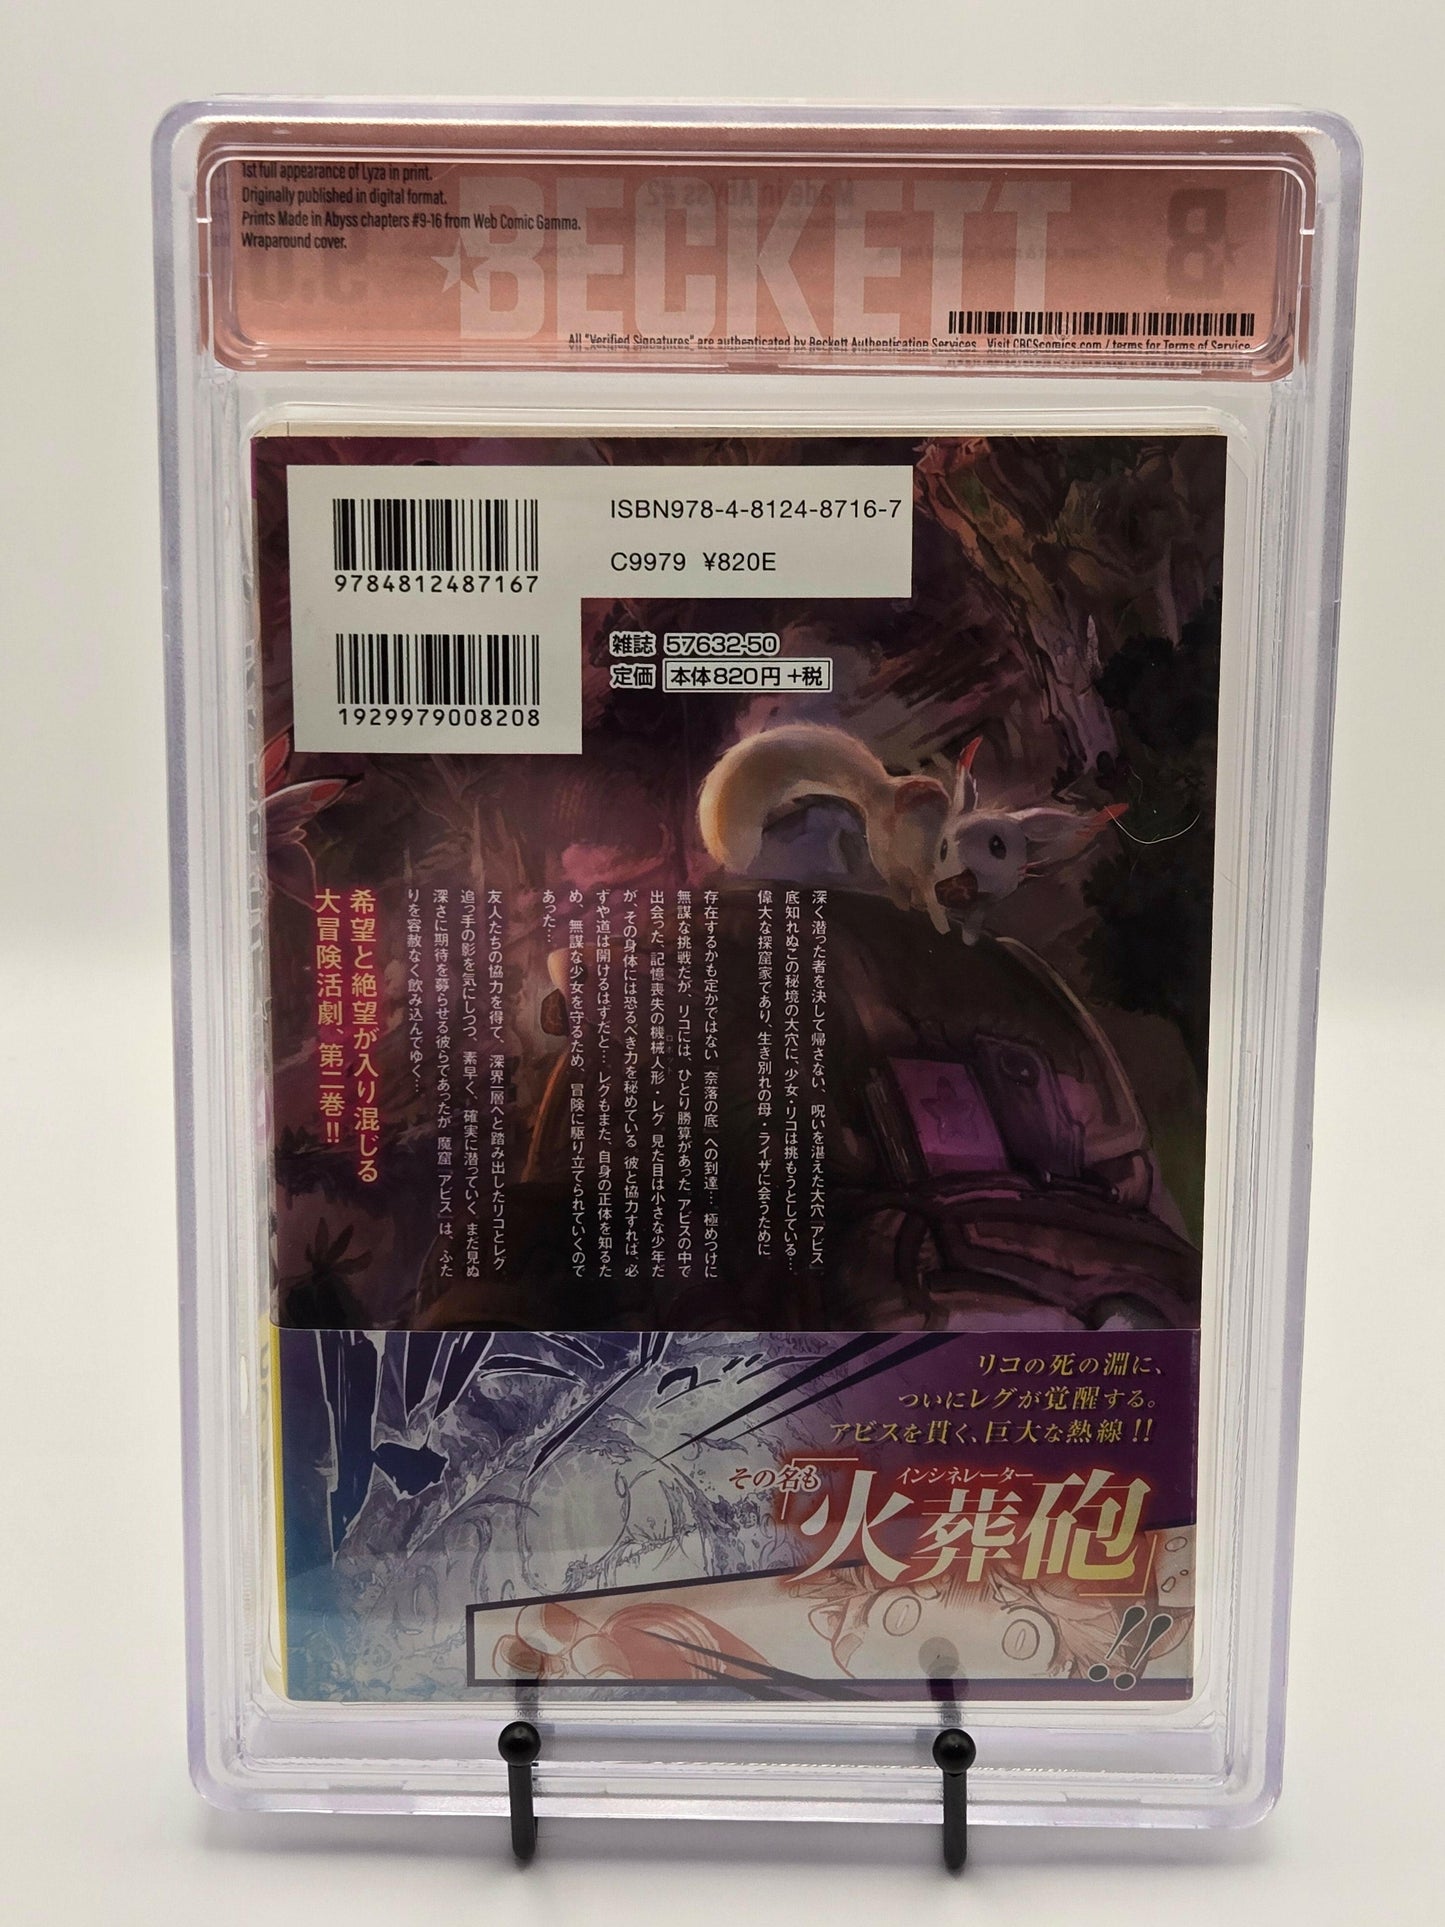 1st full appearance of Lyza in print.
Originally published in digital format.
Prints Made in Abyss chapters #9-16 from Web Comic Gamma.
Wraparound cover.
BECKETT
All "Verified Signatures" are authenticated by Beckett Authentication Services. Visit CBCScomics.com / terms for Terms of Service.
ISBN978-4-8124-8716-7
C9979 ¥820E
9784812487167
1929979008208
雑誌 57632-50
定価 本体820円+税
深く潜った者を決して帰さない、呪いを湛えた大穴『アビス』。
底知れぬこの秘境の大穴に、少女・リコは挑もうとしている…。
偉大な探窟家であり、生き別れの母・ライザに会うために
存在するかも定かではない『奈落の底』への到達…。極めつけに
無謀な挑戦だが、リコには、ひとり勝算があった。アビスの中で
出会った、記憶喪失の機械人形・レグ。見た目は小さな少年だ
ロボット
が、その身体には恐るべき力を秘めている。彼と協力すれば、必
ずや道は開けるはずだと…。レグもまた、自身の正体を知るた
め、無謀な少女を守るため、冒険に駆り立てられていくので
あった…
友人たちの協力を得て、深界一層へと踏み出したリコとレグ。
追っ手の影を気にしつつ、素早く、確実に潜っていく。まだ見ぬ
深さに期待を募らせる彼らであったが、魔窟『アビス』は、ふた
りを容赦なく飲み込んでゆく…。
希望と絶望が入り混じる
大冒険活劇、第二巻!!
リコの死の淵に、
ついにレグが覚醒する。
アビスを貫く、巨大な熱線!!
その名も
インシネレーター
「火葬砲」
!!